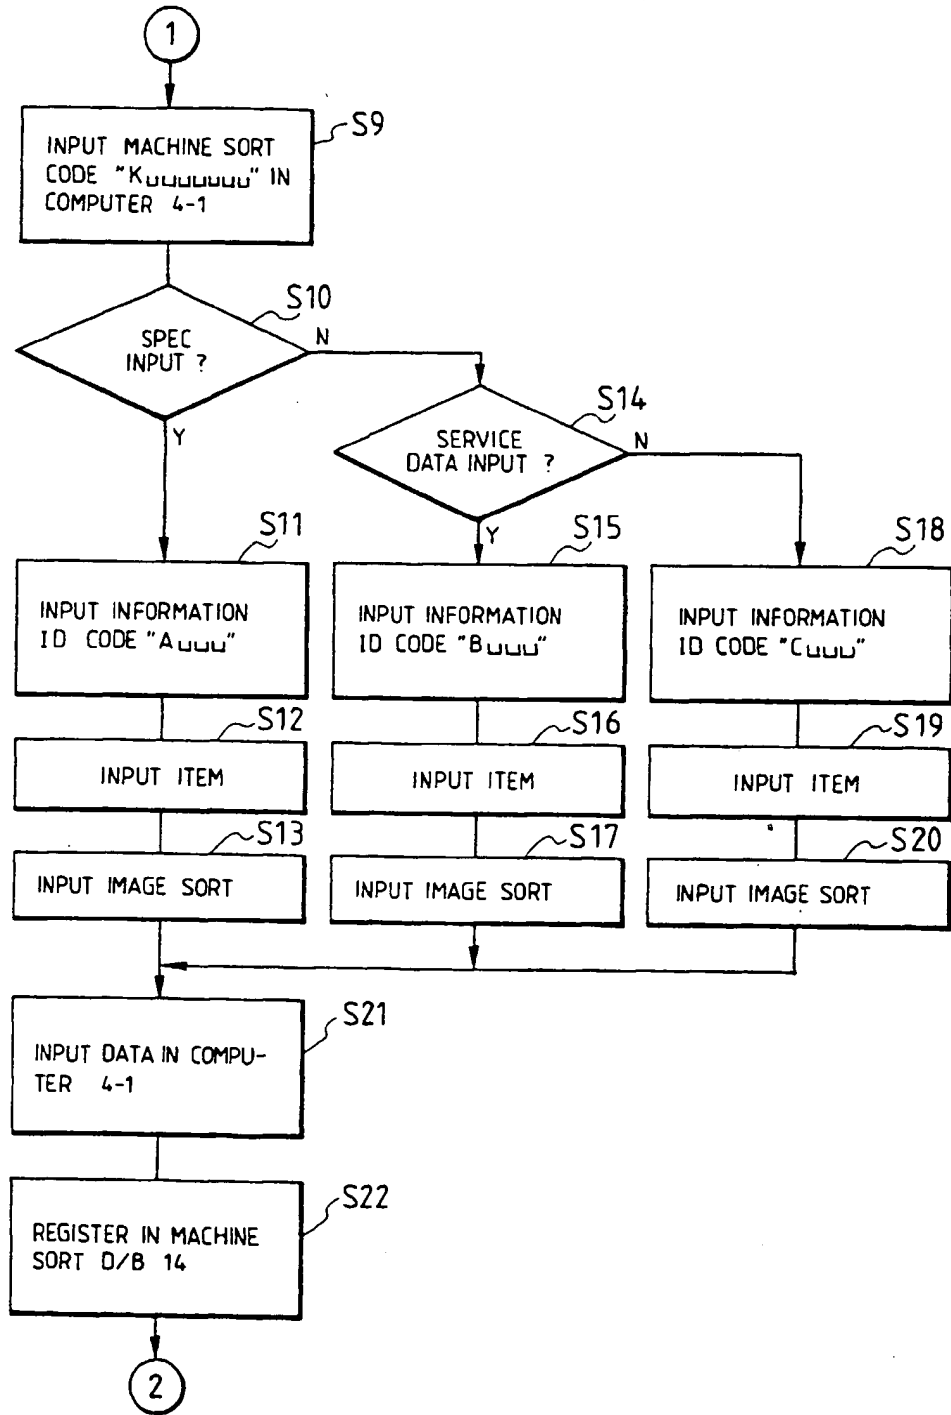 1
S9
INPUT MACHINE SORT
CODE "K␣␣␣␣␣␣␣" IN
COMPUTER 4-1
S10
SPEC
INPUT ?
N
Y
S14
SERVICE
DATA INPUT ?
N
Y
S11
INPUT INFORMATION
ID CODE "A␣␣␣"
S15
INPUT INFORMATION
ID CODE "B␣␣␣"
S18
INPUT INFORMATION
ID CODE "C␣␣␣"
S12
INPUT ITEM
S16
INPUT ITEM
S19
INPUT ITEM
S13
INPUT IMAGE SORT
S17
INPUT IMAGE SORT
S20
INPUT IMAGE SORT
S21
INPUT DATA IN COMPU-
TER 4-1
S22
REGISTER IN MACHINE
SORT D/B 14
2